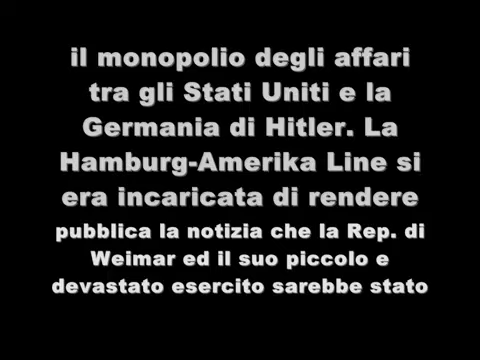 il monopolio degli affari
tra gli Stati Uniti e la
Germania di Hitler. La
Hamburg-Amerika Line si
era incaricata di rendere
pubblica la notizia che la Rep. di
Weimar ed il suo piccolo e
devastato esercito sarebbe stato